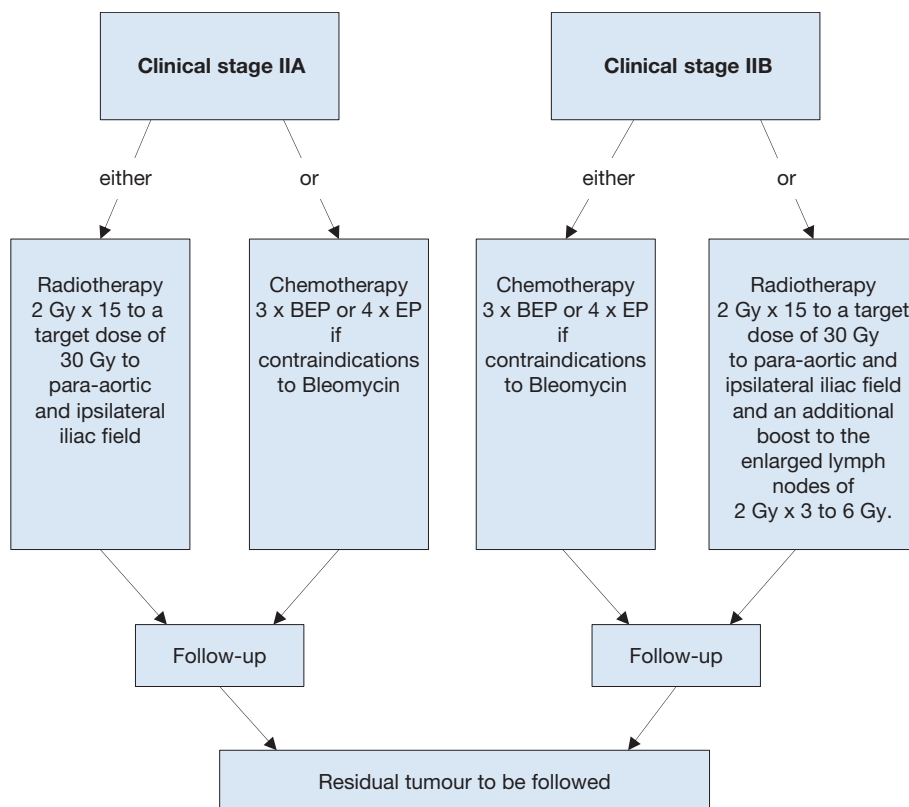 Clinical stage IIA
Clinical stage IIB
either
or
either
or
Radiotherapy
2 Gy x 15 to a
target dose of
30 Gy to
para-aortic
and ipsilateral
iliac field
Chemotherapy
3 x BEP or 4 x EP
if
contraindications
to Bleomycin
Chemotherapy
3 x BEP or 4 x EP
if
contraindications
to Bleomycin
Radiotherapy
2 Gy x 15 to a target
dose of 30 Gy
to para-aortic and
ipsilateral iliac field
and an additional
boost to the
enlarged lymph
nodes of
2 Gy x 3 to 6 Gy.
Follow-up
Follow-up
Residual tumour to be followed